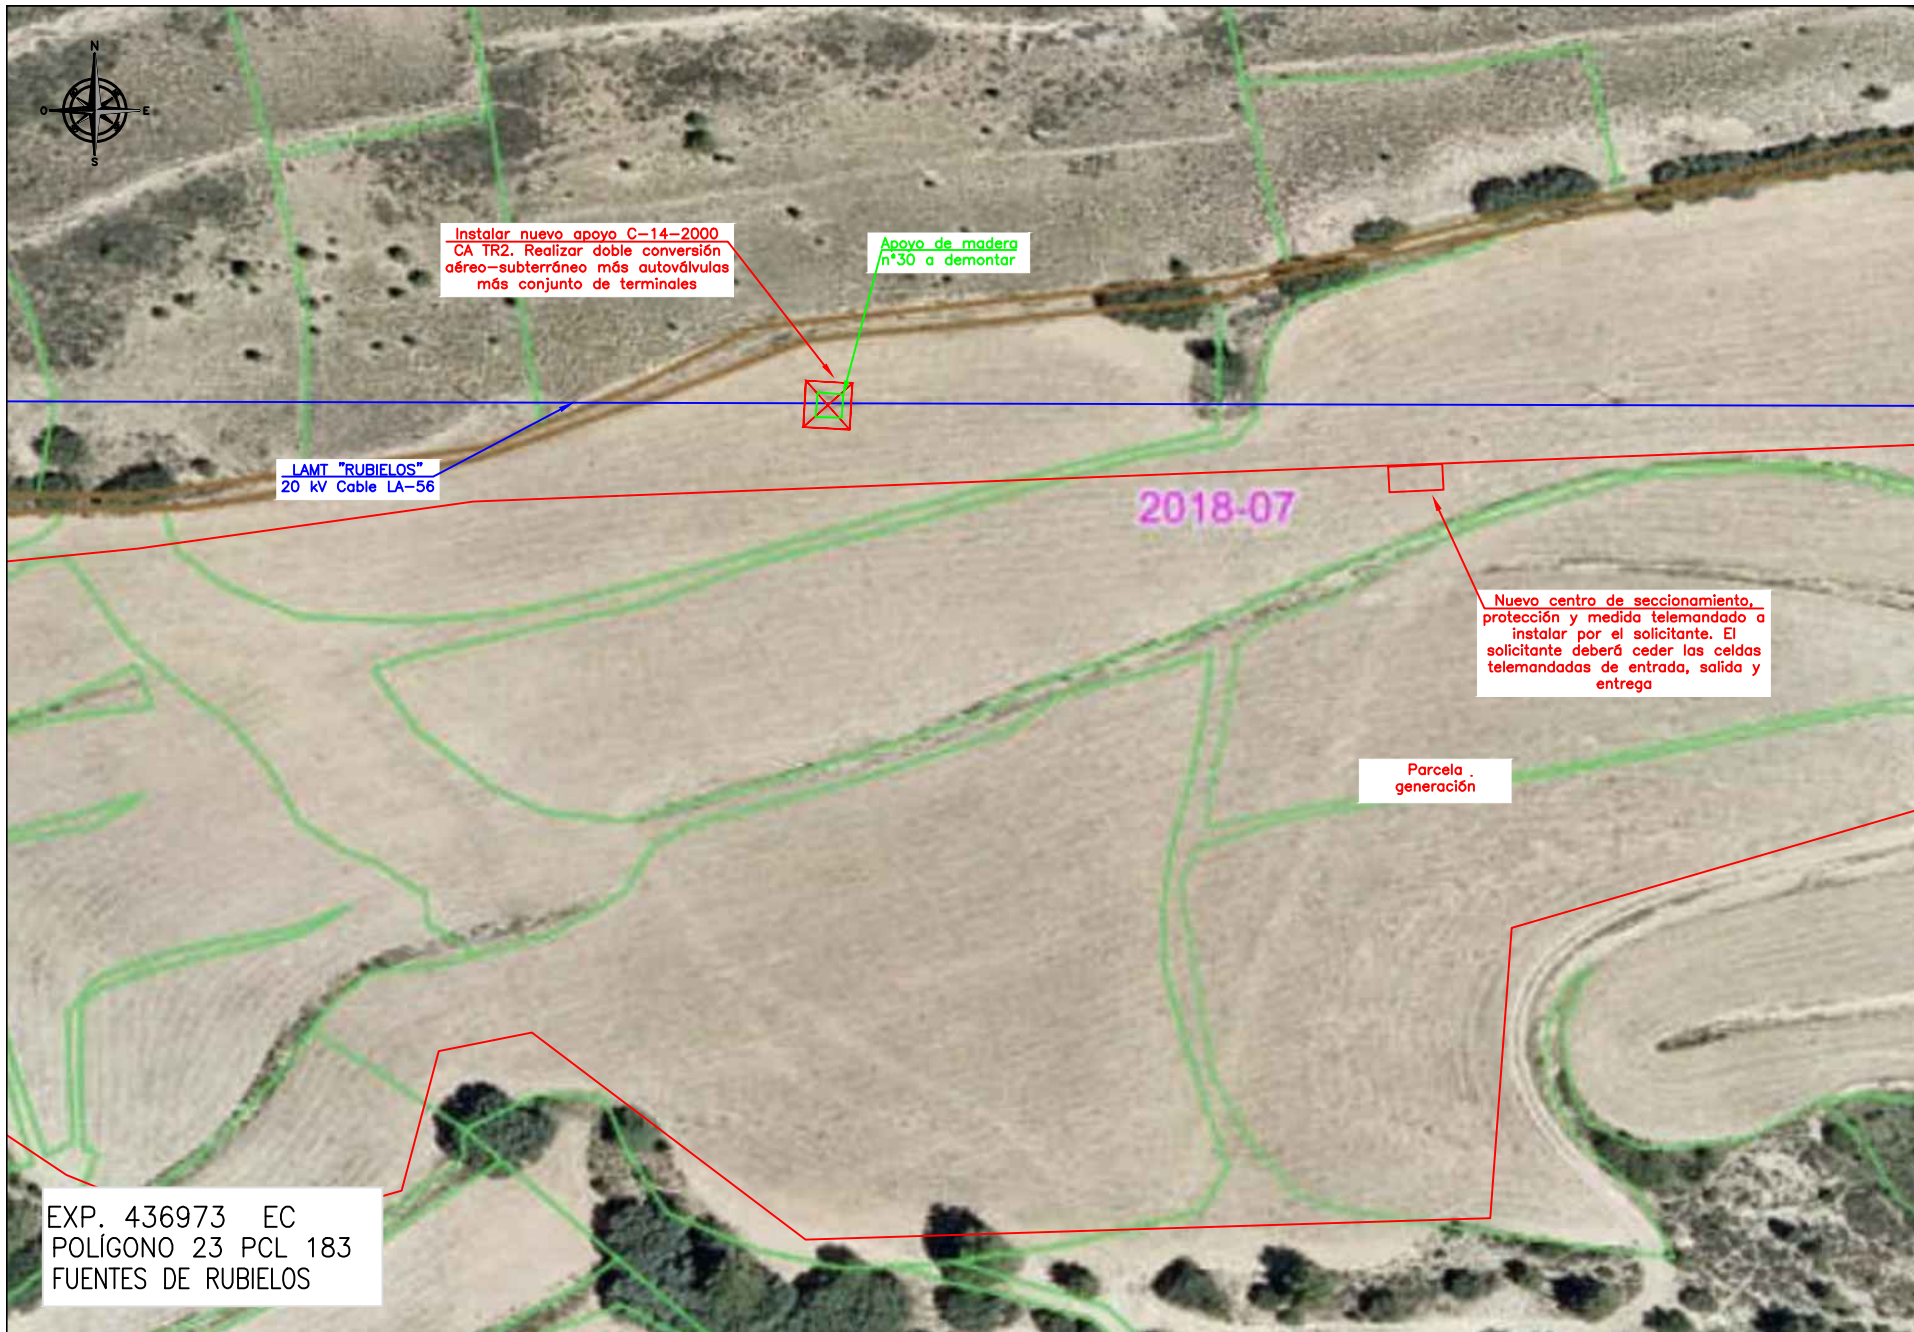 N
O
E
S
Instalar nuevo apoyo C-14-2000
CA TR2. Realizar doble conversión
aéreo-subterráneo más autoválvulas
más conjunto de terminales
Apoyo de madera
n°30 a demontar
LAMT "RUBIELOS"
20 kV Cable LA-56
2018-07
Nuevo centro de seccionamiento,
protección y medida telemandado a
instalar por el solicitante. El
solicitante deberá ceder las celdas
telemandadas de entrada, salida y
entrega
Parcela .
generación
EXP. 436973 EC
POLÍGONO 23 PCL 183
FUENTES DE RUBIELOS